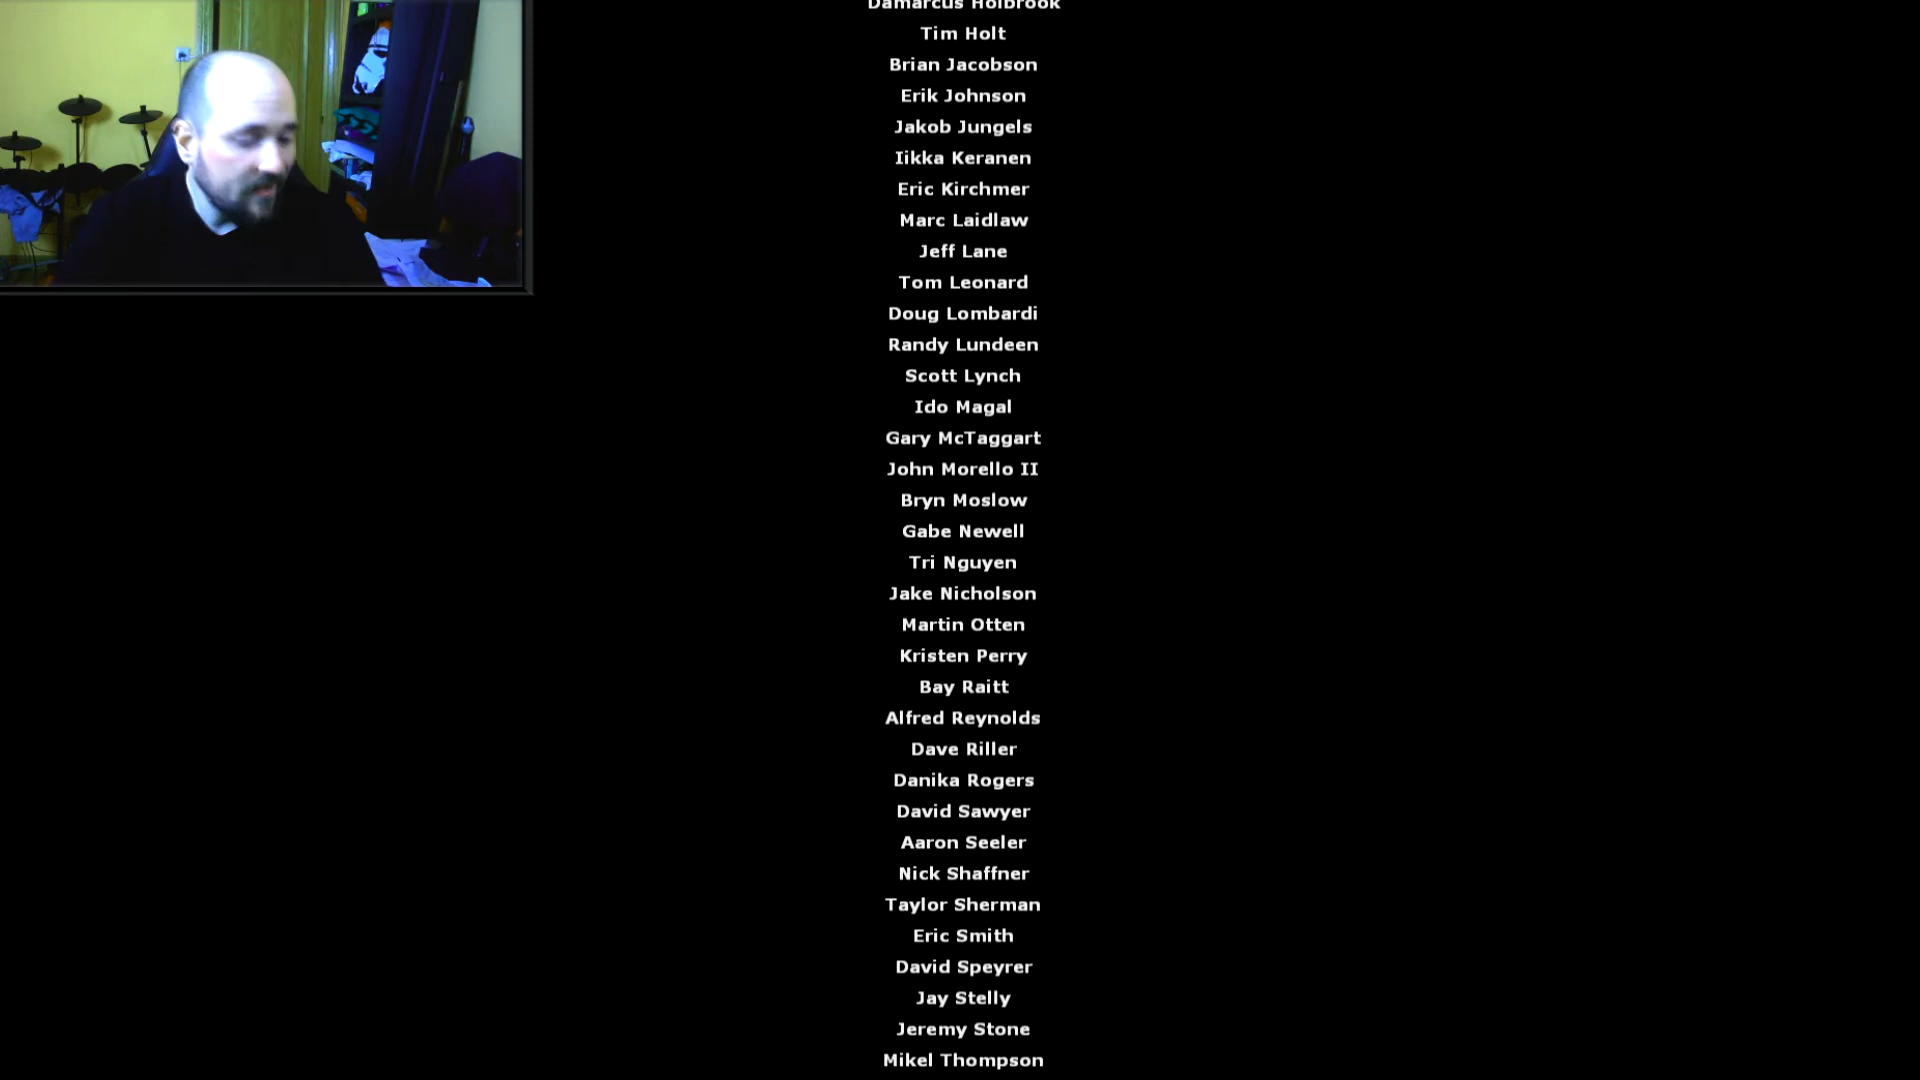 Damarcus Holbrook
Tim Holt
Brian Jacobson
Erik Johnson
Jakob Jungels
Iikka Keranen
Eric Kirchmer
Marc Laidlaw
Jeff Lane
Tom Leonard
Doug Lombardi
Randy Lundeen
Scott Lynch
Ido Magal
Gary McTaggart
John Morello II
Bryn Moslow
Gabe Newell
Tri Nguyen
Jake Nicholson
Martin Otten
Kristen Perry
Bay Raitt
Alfred Reynolds
Dave Riller
Danika Rogers
David Sawyer
Aaron Seeler
Nick Shaffner
Taylor Sherman
Eric Smith
David Speyrer
Jay Stelly
Jeremy Stone
Mikel Thompson